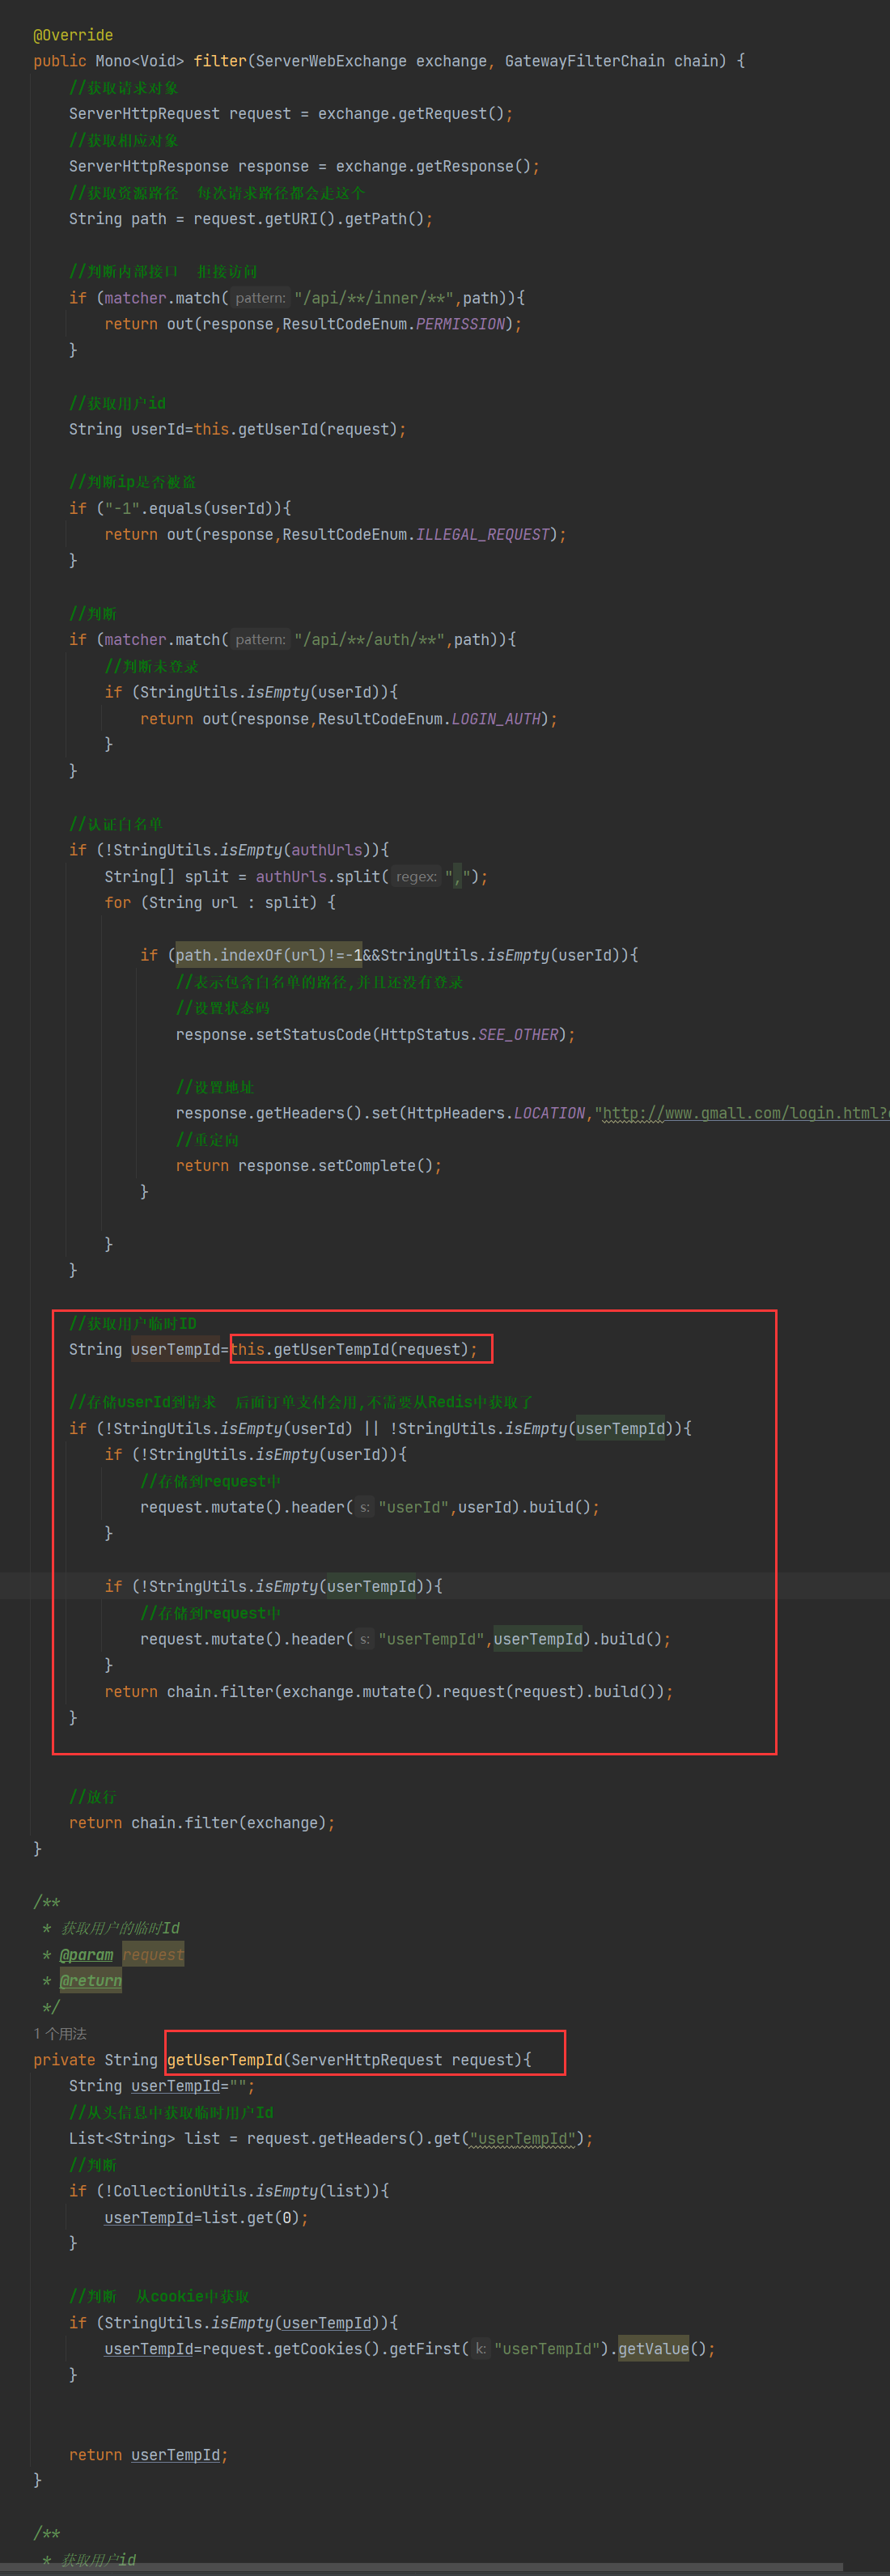 @Override
public Mono<Void> filter(ServerWebExchange exchange, GatewayFilterChain chain) {
//获取请求对象
ServerHttpRequest request = exchange.getRequest();
//获取相应对象
ServerHttpResponse response = exchange.getResponse();
//获取资源路径  每次请求路径都会走这个
String path = request.getURI().getPath();
//判断内部接口  拒接访问
if (matcher.match( pattern: "/api/**/inner/**",path)){
return out(response,ResultCodeEnum.PERMISSION);
}
//获取用户id
String userId=this.getUserId(request);
//判断ip是否被盗
if ("-1".equals(userId)){
return out(response,ResultCodeEnum.ILLEGAL_REQUEST);
}
//判断
if (matcher.match( pattern: "/api/**/auth/**",path)){
//判断未登录
if (StringUtils.isEmpty(userId)){
return out(response,ResultCodeEnum.LOGIN_AUTH);
}
}
//认证白名单
if (!StringUtils.isEmpty(authUrls)){
String[] split = authUrls.split( regex: ",");
for (String url : split) {
if (path.indexOf(url)!=-1&&StringUtils.isEmpty(userId)){
//表示包含白名单的路径,并且还没有登录
//设置状态码
response.setStatusCode(HttpStatus.SEE_OTHER);
//设置地址
response.getHeaders().set(HttpHeaders.LOCATION,"http://www.gmall.com/login.html?
//重定向
return response.setComplete();
}
}
}
//获取用户临时ID
String userTempId=this.getUserTempId(request);
//存储userId到请求  后面订单支付会用,不需要从Redis中获取了
if (!StringUtils.isEmpty(userId) || !StringUtils.isEmpty(userTempId)){
if (!StringUtils.isEmpty(userId)){
//存储到request中
request.mutate().header( s: "userId",userId).build();
}
if (!StringUtils.isEmpty(userTempId)){
//存储到request中
request.mutate().header( s: "userTempId",userTempId).build();
}
return chain.filter(exchange.mutate().request(request).build());
}
//放行
return chain.filter(exchange);
}
/**
* 获取用户的临时Id
* @param request
* @return
*/
1 个用法
private String getUserTempId(ServerHttpRequest request){
String userTempId="";
//从头信息中获取临时用户Id
List<String> list = request.getHeaders().get("userTempId");
//判断
if (!CollectionUtils.isEmpty(list)){
userTempId=list.get(0);
}
//判断  从cookie中获取
if (StringUtils.isEmpty(userTempId)){
userTempId=request.getCookies().getFirst( k: "userTempId").getValue();
}
return userTempId;
}
/**
* 获取用户id